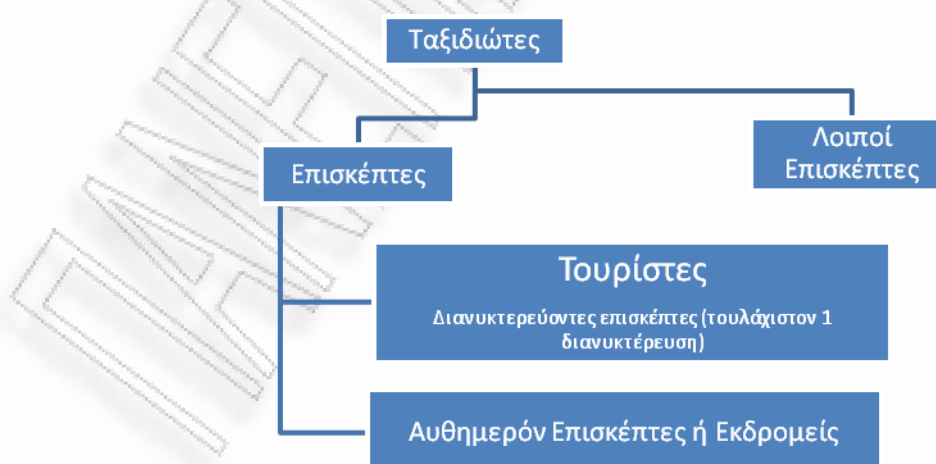 Ταξιδιώτες
Επισκέπτες
Λοιποί
Επισκέπτες
Τουρίστες
Διανυκτερεύοντες επισκέπτες (τουλάχιστον 1
διανυκτέρευση)
Αυθημερόν Επισκέπτες ή Εκδρομείς